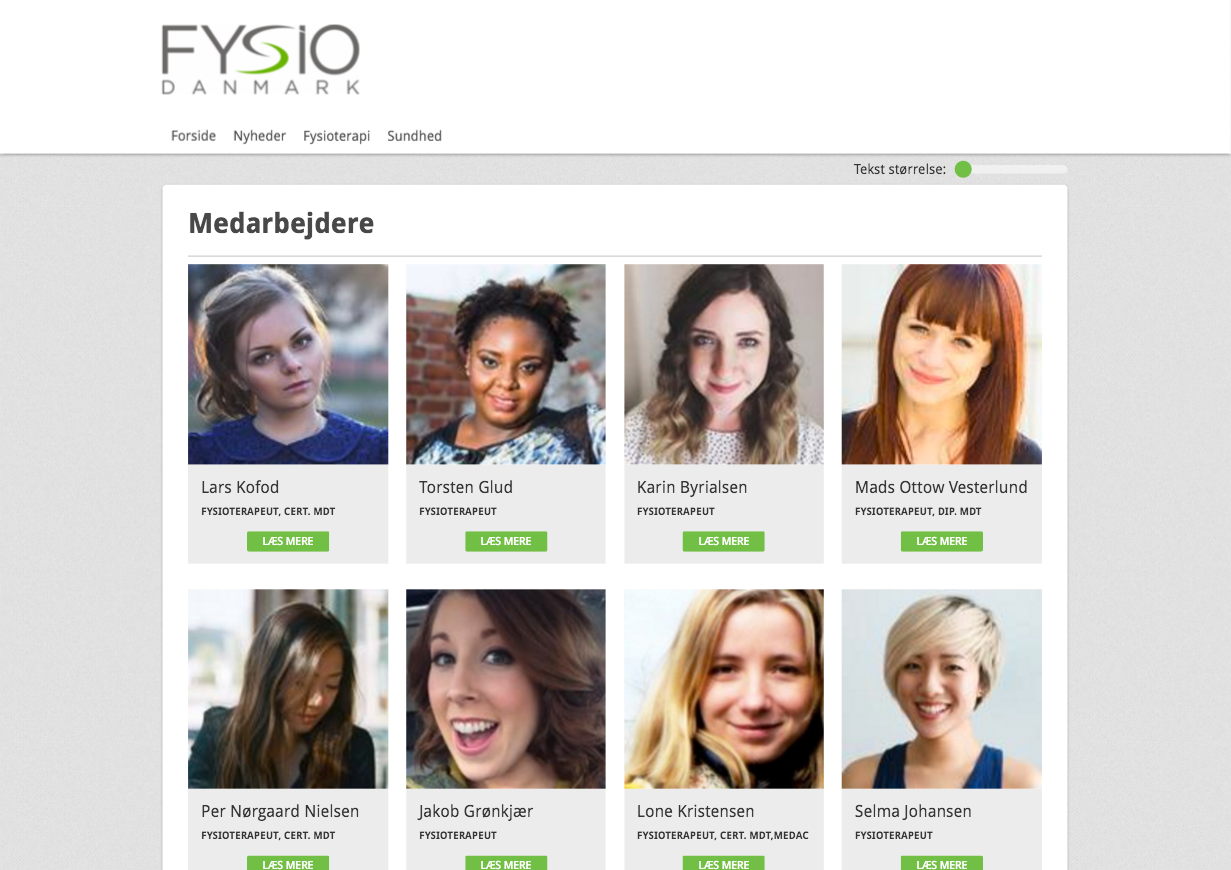 FYSIO
DANMARK
Forside Nyheder Fysioterapi Sundhed
Tekst størrelse:
Medarbejdere
Lars Kofod
FYSIOTERAPEUT, CERT. MDT
LÆS MERE
Torsten Glud
FYSIOTERAPEUT
LÆS MERE
Karin Byrialsen
FYSIOTERAPEUT
LÆS MERE
Mads Ottow Vesterlund
FYSIOTERAPEUT, DIP. MDT
LÆS MERE
Per Nørgaard Nielsen
FYSIOTERAPEUT, CERT. MDT
LÆS MERE
Jakob Grønkjær
FYSIOTERAPEUT
LÆS MERE
Lone Kristensen
FYSIOTERAPEUT, CERT. MDT,MEDAC
LÆS MERE
Selma Johansen
FYSIOTERAPEUT
LÆS MERE